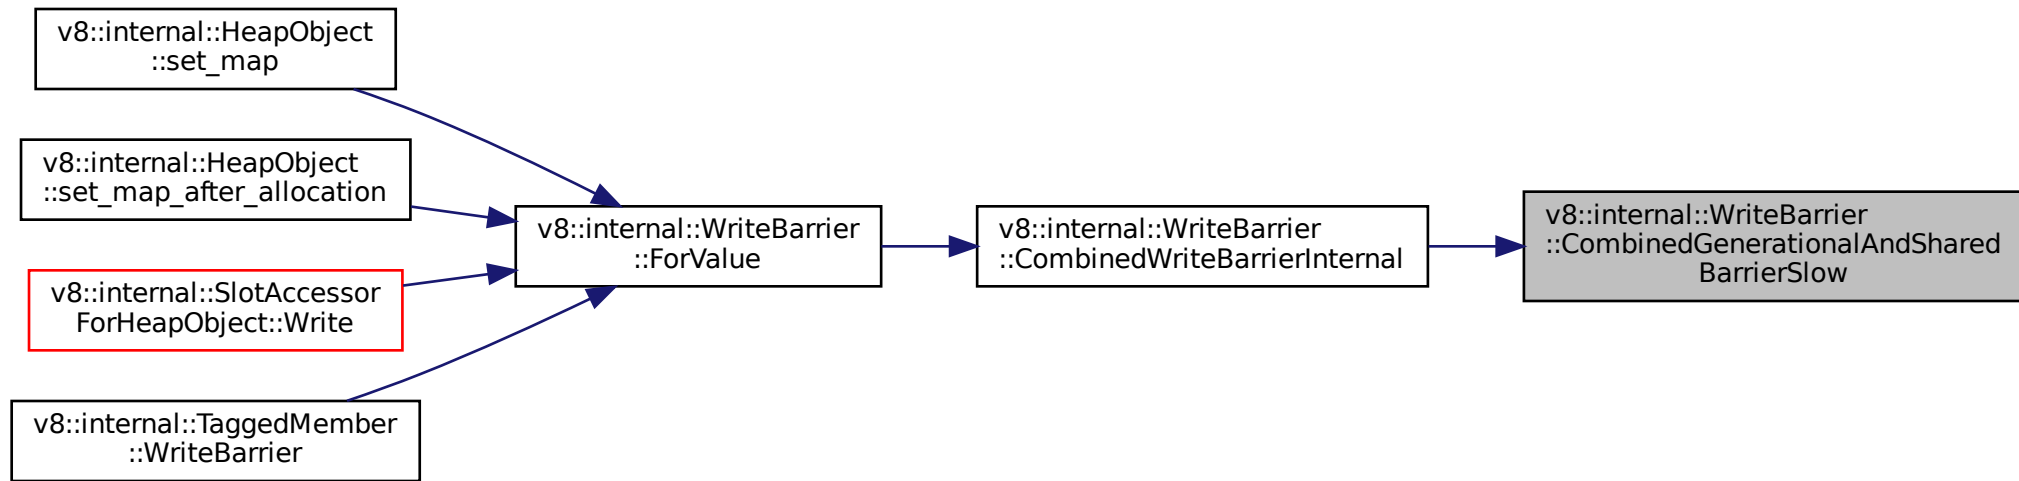 v8::internal::HeapObject
::set_map
v8::internal::HeapObject
::set_map_after_allocation
v8::internal::SlotAccessor
ForHeapObject::Write
v8::internal::TaggedMember
::WriteBarrier
v8::internal::WriteBarrier
::ForValue
v8::internal::WriteBarrier
::CombinedWriteBarrierInternal
v8::internal::WriteBarrier
::CombinedGenerationalAndShared
BarrierSlow